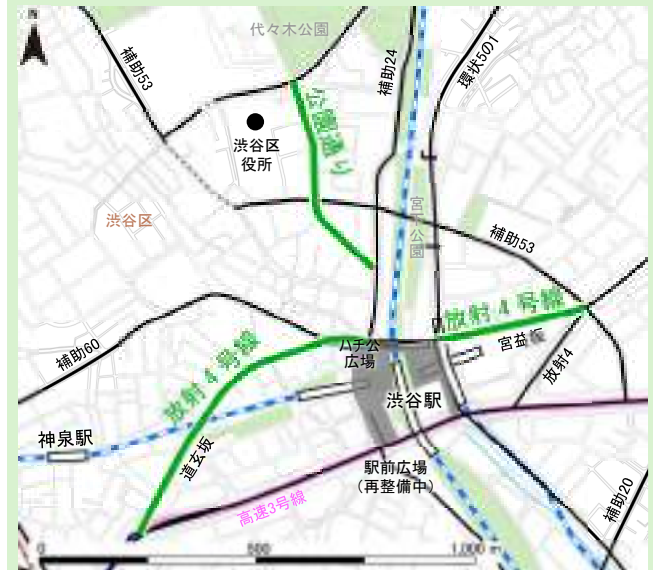 N
代々木公園
補助53
補助24
環状5の1
公園通り
渋谷区
役所
渋谷区
宮下公園
補助53
放射4号線
ハチ公
広場
宮益坂
補助60
放射4号線
放射4
渋谷駅
神泉駅
道玄坂
駅前広場
(再整備中)
高速3号線
補助20
0
500
1,000 m